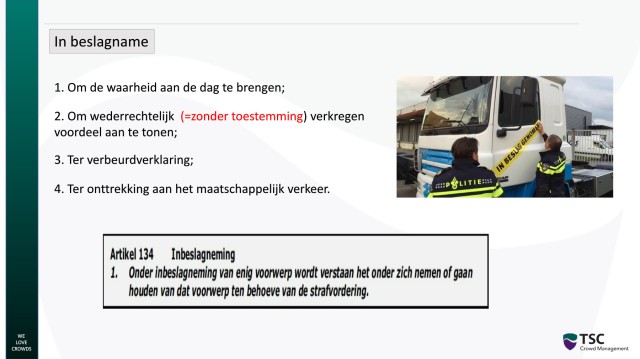 In beslagname
1. Om de waarheid aan de dag te brengen;
2. Om wederrechtelijk (=zonder toestemming) verkregen
voordeel aan te tonen;
3. Ter verbeurdverklaring;
4. Ter onttrekking aan het maatschappelijk verkeer.
IN BESLAG GENOMEN
POLITIE
Artikel 134 Inbeslagneming
1. Onder inbeslagneming van enig voorwerp wordt verstaan het onder zich nemen of gaan
houden van dat voorwerp ten behoeve van de strafvordering.
WE
LOVE
CROWDS
TSC
Crowd Management